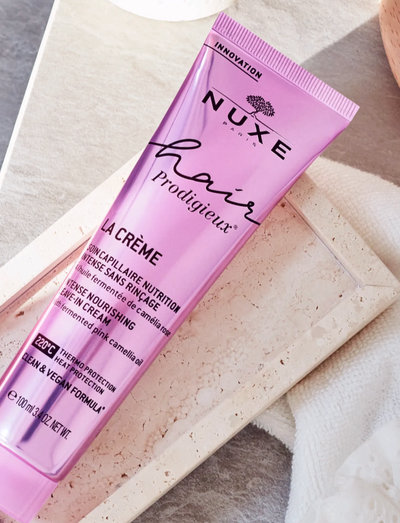 INNOVATION
NUXE
PARIS
hair
prodigieux®
LA CRÈME
SOIN CAPILLAIRE NUTRITION
INTENSE SANS RINÇAGE
à l'huile fermentée de camélia rose
INTENSE NOURISHING
LEAVE-IN CREAM
with fermented pink camellia oil
220°C THERMO PROTECTION
HEAT PROTECTION
CLEAN & VEGAN FORMULA*
℮ 100 ml 3.4 OZ. NET WT.